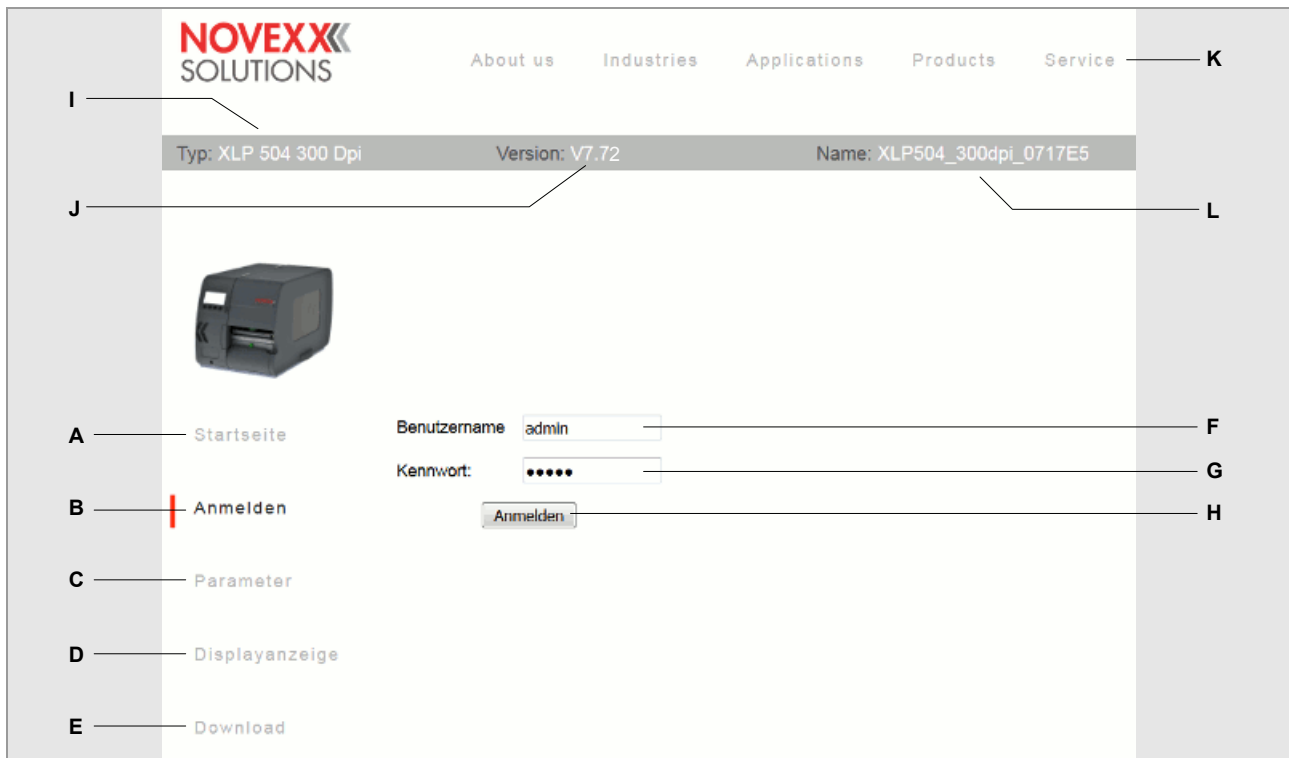 NOVEXX
SOLUTIONS
About us Industries Applications Products Service K
I
Typ: XLP 504 300 Dpi Version: V7.72 Name: XLP504_300dpi_0717E5
J L
A Startseite Benutzername admin F
Kennwort: ••••• G
B Anmelden Anmelden H
C Parameter
D Displayanzeige
E Download